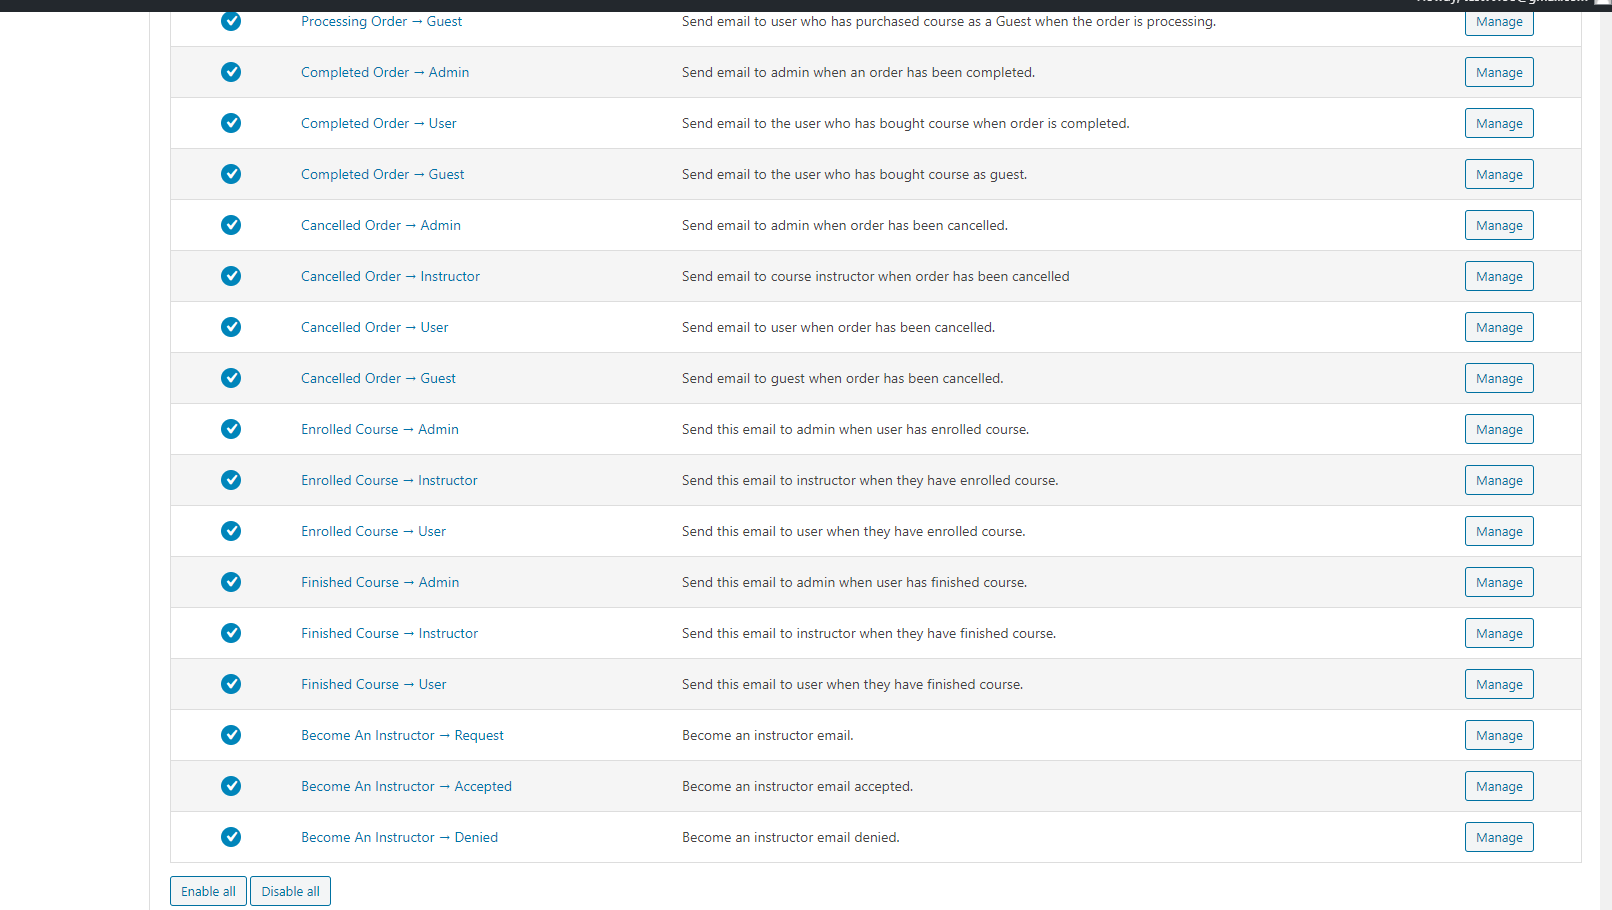 Processing Order → Guest Send email to user who has purchased course as a Guest when the order is processing. Manage
Completed Order → Admin Send email to admin when an order has been completed. Manage
Completed Order → User Send email to the user who has bought course when order is completed. Manage
Completed Order → Guest Send email to the user who has bought course as guest. Manage
Cancelled Order → Admin Send email to admin when order has been cancelled. Manage
Cancelled Order → Instructor Send email to course instructor when order has been cancelled Manage
Cancelled Order → User Send email to user when order has been cancelled. Manage
Cancelled Order → Guest Send email to guest when order has been cancelled. Manage
Enrolled Course → Admin Send this email to admin when user has enrolled course. Manage
Enrolled Course → Instructor Send this email to instructor when they have enrolled course. Manage
Enrolled Course → User Send this email to user when they have enrolled course. Manage
Finished Course → Admin Send this email to admin when user has finished course. Manage
Finished Course → Instructor Send this email to instructor when they have finished course. Manage
Finished Course → User Send this email to user when they have finished course. Manage
Become An Instructor → Request Become an instructor email. Manage
Become An Instructor → Accepted Become an instructor email accepted. Manage
Become An Instructor → Denied Become an instructor email denied. Manage
Enable all Disable all